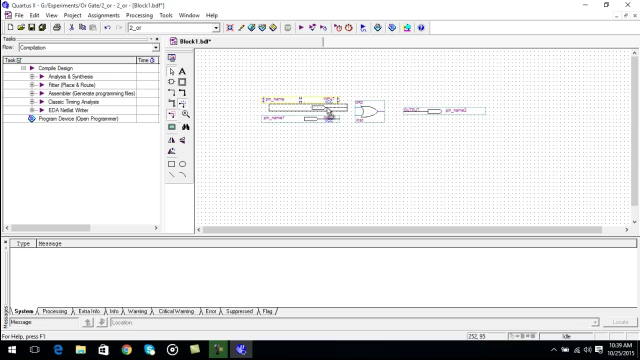 Quartus II - G:/Experiments/Or Gate/2_or - 2_or - [Block1.bdf*]
File Edit View Project Assignments Processing Tools Window Help
2_or
Tasks
Flow: Compilation
Task Time
Compile Design
Analysis & Synthesis
Fitter (Place & Route)
Assembler (Generate programming files)
Classic Timing Analysis
EDA Netlist Writer
Program Device (Open Programmer)
Block1.bdf*
pin_name INPUT
pin_name1
OR2
inst
OUTPUT pin_name2
Type Message
System Processing Extra Info Info Warning Critical Warning Error Suppressed Flag
Messages
Message: Location: Locate
For Help, press F1 252, 95 Idle
10:39 AM
10/25/2015